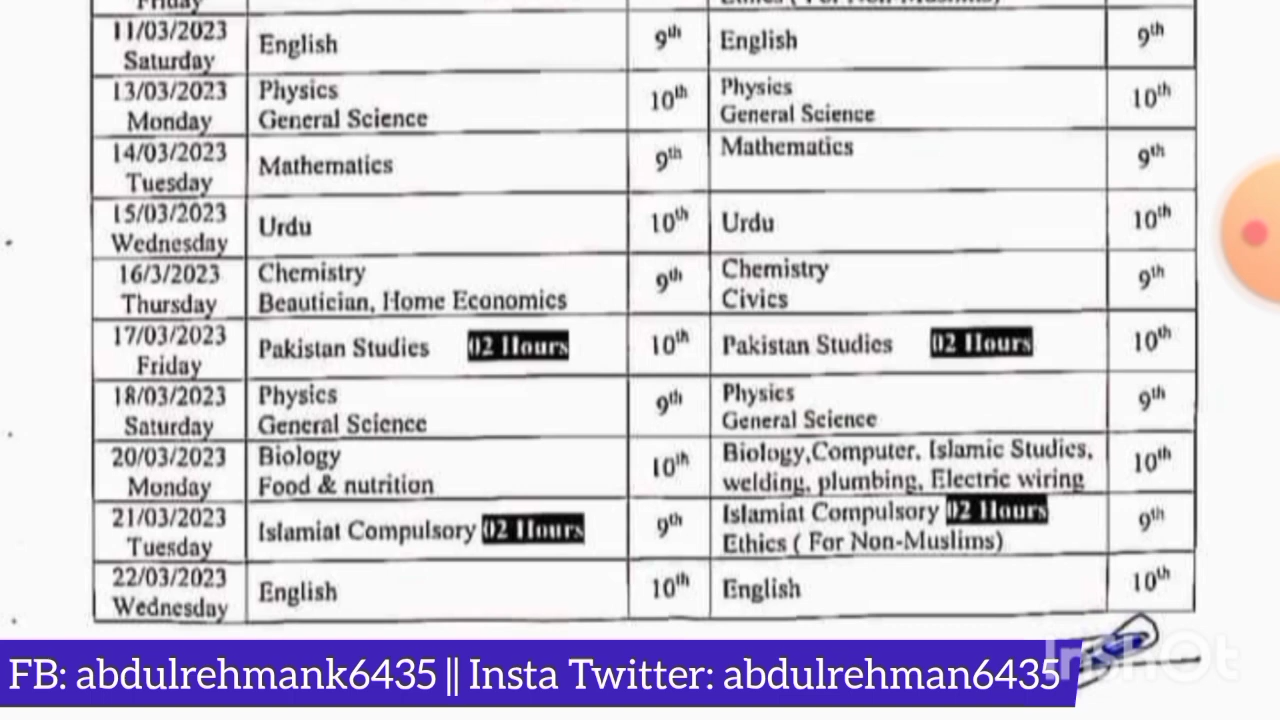 Friday
Ethics ( For Non-Muslims)
11/03/2023
Saturday
English
9th
English
9th
13/03/2023
Monday
Physics
General Science
10th
Physics
General Science
10th
14/03/2023
Tuesday
Mathematics
9th
Mathematics
9th
15/03/2023
Wednesday
Urdu
10th
Urdu
10th
16/3/2023
Thursday
Chemistry
Beautician, Home Economics
9th
Chemistry
Civics
9th
17/03/2023
Friday
Pakistan Studies 02 Hours
10th
Pakistan Studies 02 Hours
10th
18/03/2023
Saturday
Physics
General Science
9th
Physics
General Science
9th
20/03/2023
Monday
Biology
Food & nutrition
10th
Biology,Computer, Islamic Studies,
welding, plumbing, Electric wiring
10th
21/03/2023
Tuesday
Islamiat Compulsory 02 Hours
9th
Islamiat Compulsory 02 Hours
Ethics ( For Non-Muslims)
9th
22/03/2023
Wednesday
English
10th
English
10th
InShOt
FB: abdulrehmank6435 || Insta Twitter: abdulrehman6435